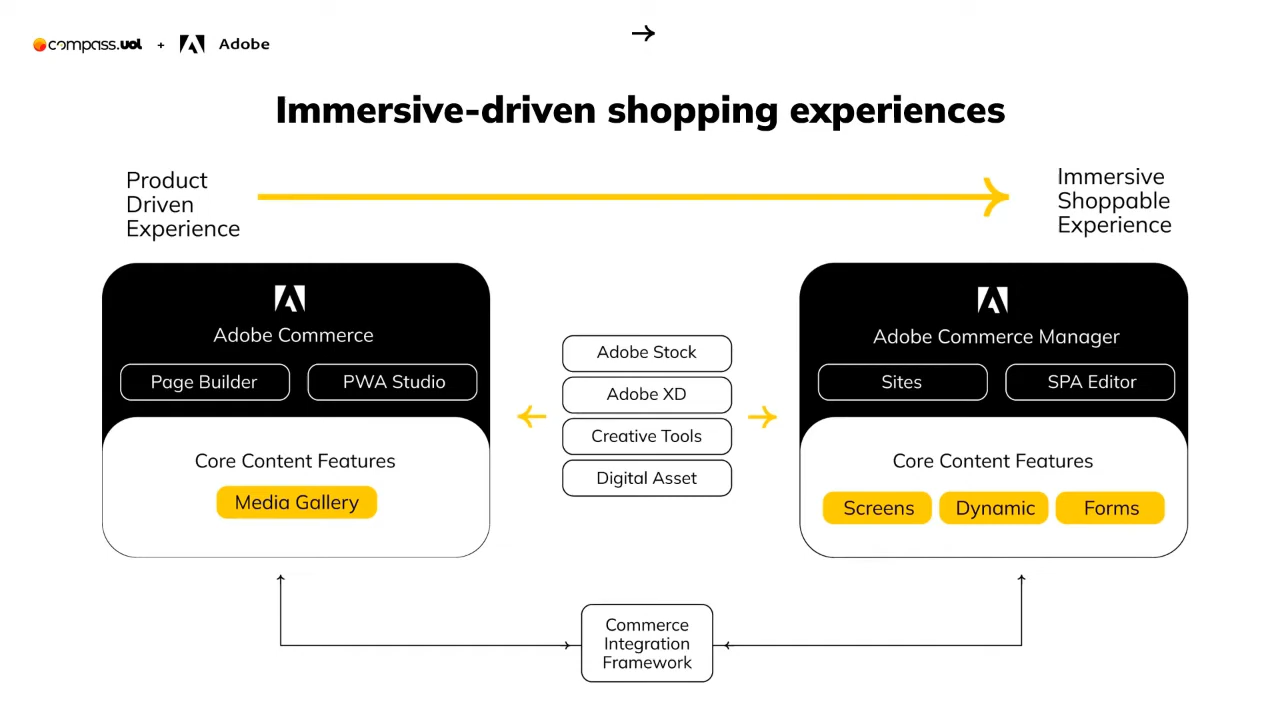 compass.uol + Adobe
Immersive-driven shopping experiences
Product
Driven
Experience
Immersive
Shoppable
Experience
Adobe Commerce
Page Builder
PWA Studio
Core Content Features
Media Gallery
Adobe Stock
Adobe XD
Creative Tools
Digital Asset
Adobe Commerce Manager
Sites
SPA Editor
Core Content Features
Screens
Dynamic
Forms
Commerce
Integration
Framework